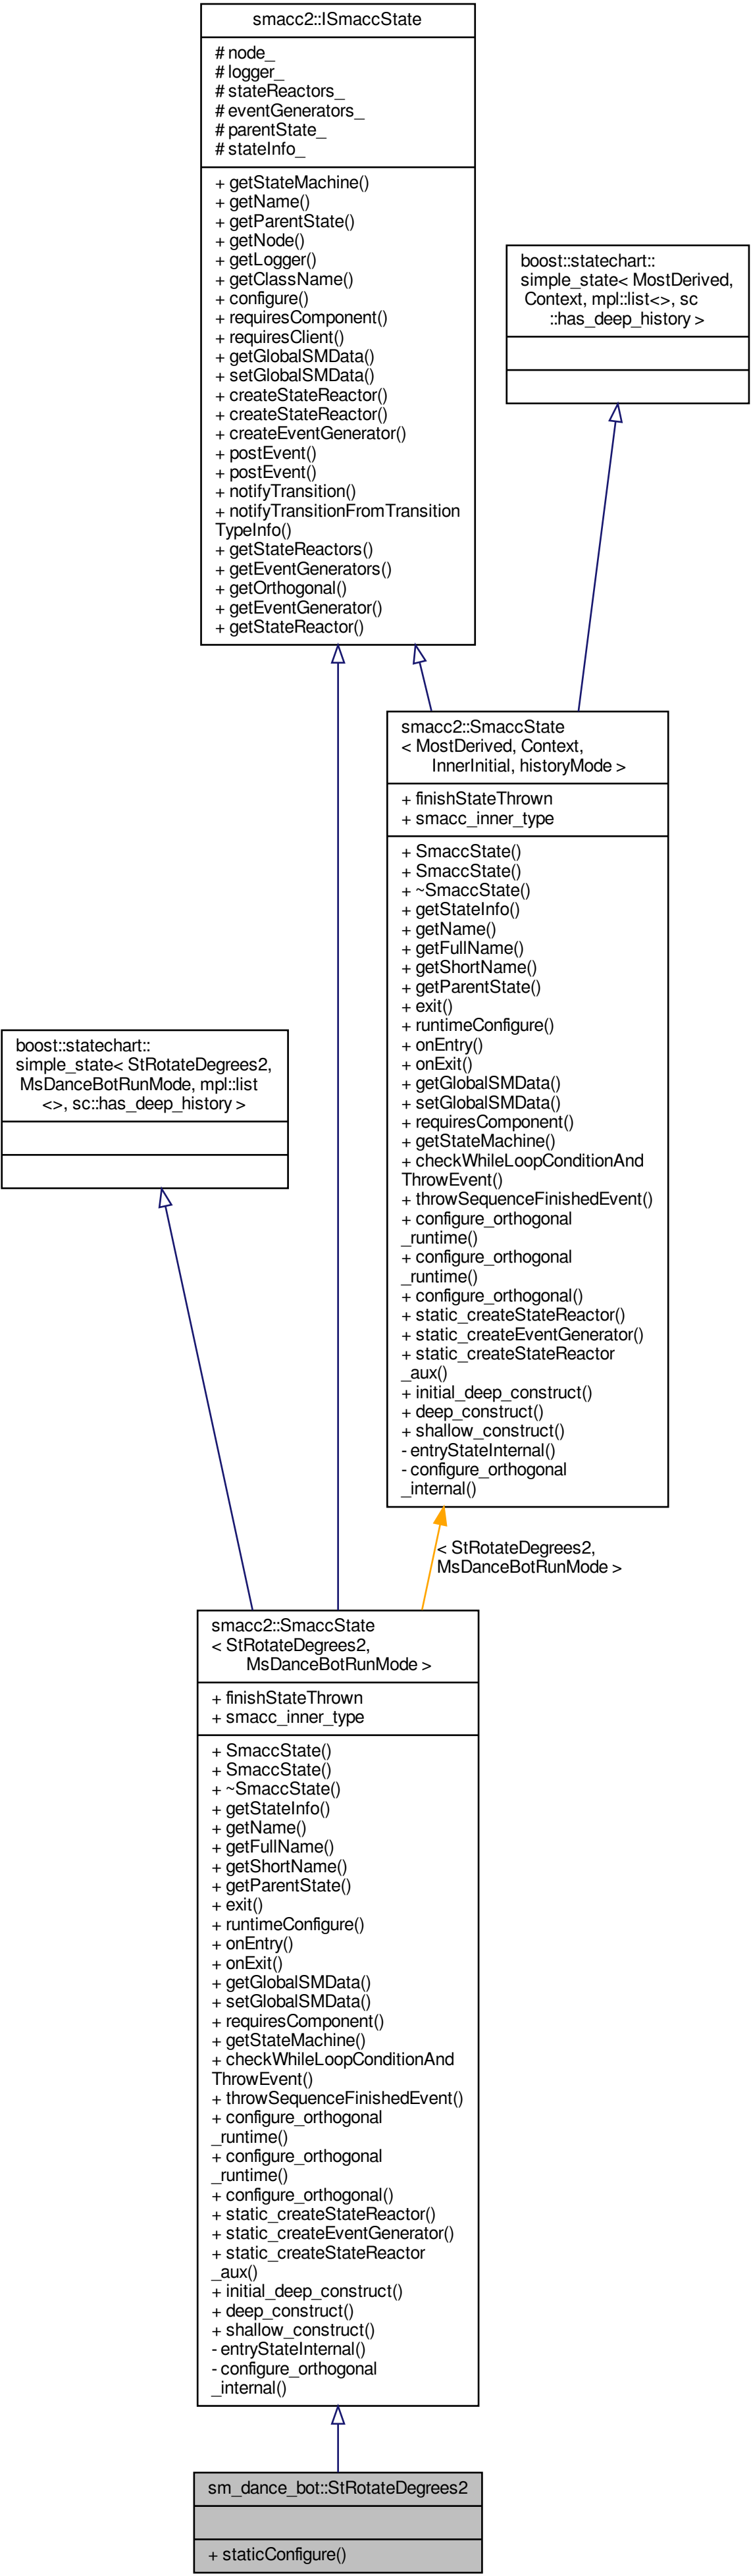 smacc2::ISmaccState
# node_
# logger_
# stateReactors_
# eventGenerators_
# parentState_
# stateInfo_
+ getStateMachine()
+ getName()
+ getParentState()
+ getNode()
+ getLogger()
+ getClassName()
+ configure()
+ requiresComponent()
+ requiresClient()
+ getGlobalSMData()
+ setGlobalSMData()
+ createStateReactor()
+ createStateReactor()
+ createEventGenerator()
+ postEvent()
+ postEvent()
+ notifyTransition()
+ notifyTransitionFromTransition
TypeInfo()
+ getStateReactors()
+ getEventGenerators()
+ getOrthogonal()
+ getEventGenerator()
+ getStateReactor()
boost::statechart::
simple_state< MostDerived,
Context, mpl::list<>, sc
::has_deep_history >
smacc2::SmaccState
< MostDerived, Context,
InnerInitial, historyMode >
+ finishStateThrown
+ smacc_inner_type
+ SmaccState()
+ SmaccState()
+ ~SmaccState()
+ getStateInfo()
+ getName()
+ getFullName()
+ getShortName()
+ getParentState()
+ exit()
+ runtimeConfigure()
+ onEntry()
+ onExit()
+ getGlobalSMData()
+ setGlobalSMData()
+ requiresComponent()
+ getStateMachine()
+ checkWhileLoopConditionAnd
ThrowEvent()
+ throwSequenceFinishedEvent()
+ configure_orthogonal
_runtime()
+ configure_orthogonal
_runtime()
+ configure_orthogonal()
+ static_createStateReactor()
+ static_createEventGenerator()
+ static_createStateReactor
_aux()
+ initial_deep_construct()
+ deep_construct()
+ shallow_construct()
- entryStateInternal()
- configure_orthogonal
_internal()
boost::statechart::
simple_state< StRotateDegrees2,
MsDanceBotRunMode, mpl::list
<>, sc::has_deep_history >
< StRotateDegrees2,
MsDanceBotRunMode >
smacc2::SmaccState
< StRotateDegrees2,
MsDanceBotRunMode >
+ finishStateThrown
+ smacc_inner_type
+ SmaccState()
+ SmaccState()
+ ~SmaccState()
+ getStateInfo()
+ getName()
+ getFullName()
+ getShortName()
+ getParentState()
+ exit()
+ runtimeConfigure()
+ onEntry()
+ onExit()
+ getGlobalSMData()
+ setGlobalSMData()
+ requiresComponent()
+ getStateMachine()
+ checkWhileLoopConditionAnd
ThrowEvent()
+ throwSequenceFinishedEvent()
+ configure_orthogonal
_runtime()
+ configure_orthogonal
_runtime()
+ configure_orthogonal()
+ static_createStateReactor()
+ static_createEventGenerator()
+ static_createStateReactor
_aux()
+ initial_deep_construct()
+ deep_construct()
+ shallow_construct()
- entryStateInternal()
- configure_orthogonal
_internal()
sm_dance_bot::StRotateDegrees2
+ staticConfigure()